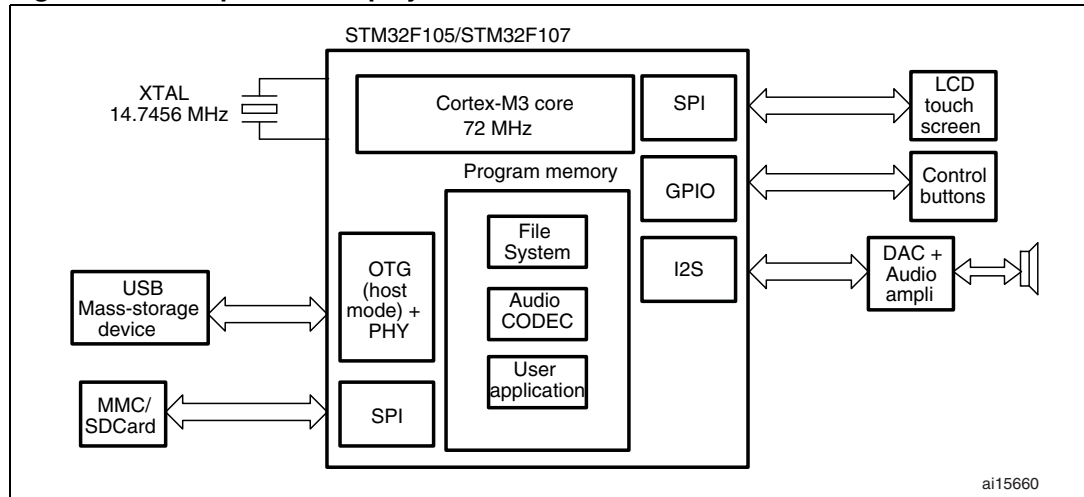 STM32F105/STM32F107
XTAL
14.7456 MHz
Cortex-M3 core
72 MHz
SPI
LCD
touch
screen
Program memory
GPIO
Control
buttons
File
System
OTG
(host
mode) +
PHY
I2S
DAC +
Audio
ampli
USB
Mass-storage
device
Audio
CODEC
User
application
MMC/
SDCard
SPI
ai15660